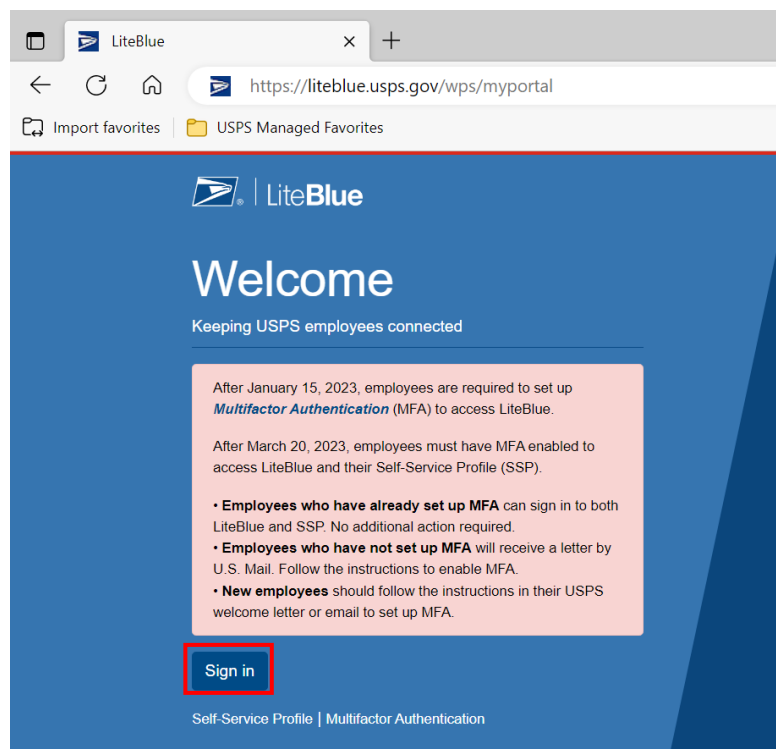 LiteBlue
https://liteblue.usps.gov/wps/myportal
Import favorites
USPS Managed Favorites
® LiteBlue
Welcome
Keeping USPS employees connected
After January 15, 2023, employees are required to set up
Multifactor Authentication (MFA) to access LiteBlue.
After March 20, 2023, employees must have MFA enabled to
access LiteBlue and their Self-Service Profile (SSP).
• Employees who have already set up MFA can sign in to both
LiteBlue and SSP. No additional action required.
• Employees who have not set up MFA will receive a letter by
U.S. Mail. Follow the instructions to enable MFA.
• New employees should follow the instructions in their USPS
welcome letter or email to set up MFA.
Sign in
Self-Service Profile | Multifactor Authentication